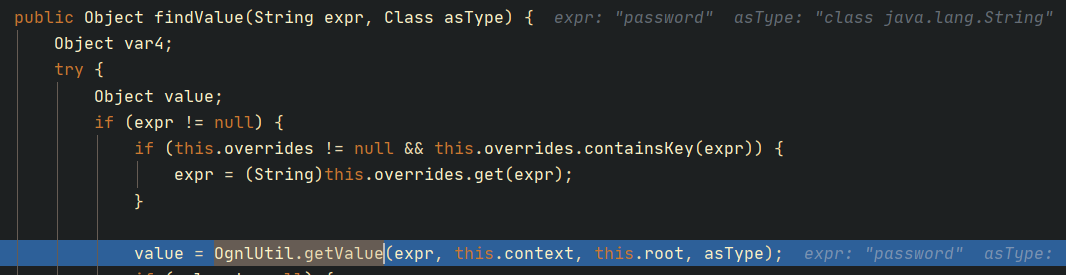 public Object findValue(String expr, Class asType) {  expr: "password"  asType: "class java.lang.String"
Object var4;
try {
Object value;
if (expr != null) {
if (this.overrides != null && this.overrides.containsKey(expr)) {
expr = (String)this.overrides.get(expr);
}
value = OgnlUtil.getValue(expr, this.context, this.root, asType);  expr: "password"  asType: